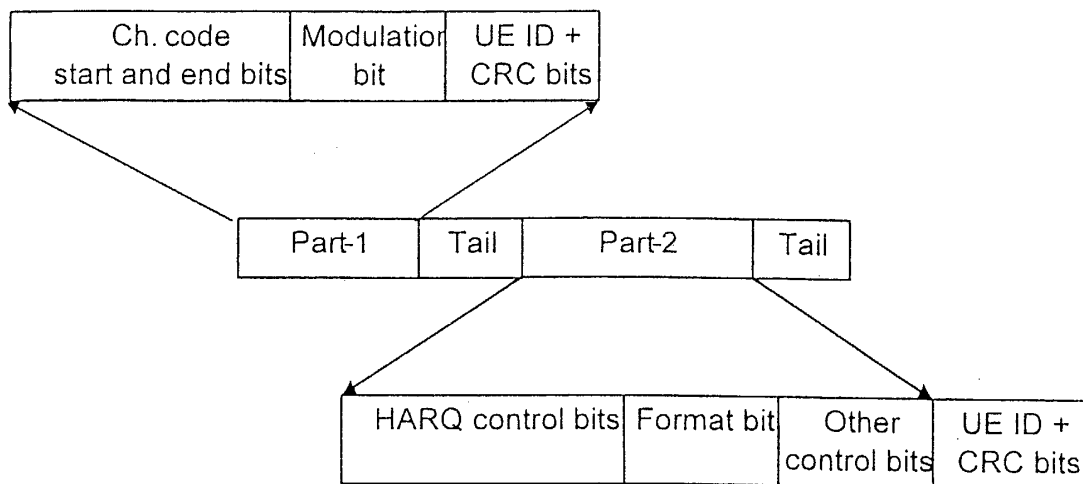 Ch. code
start and end bits
Modulation
bit
UE ID +
CRC bits
Part-1
Tail
Part-2
Tail
HARQ control bits
Format bit
Other
control bits
UE ID +
CRC bits